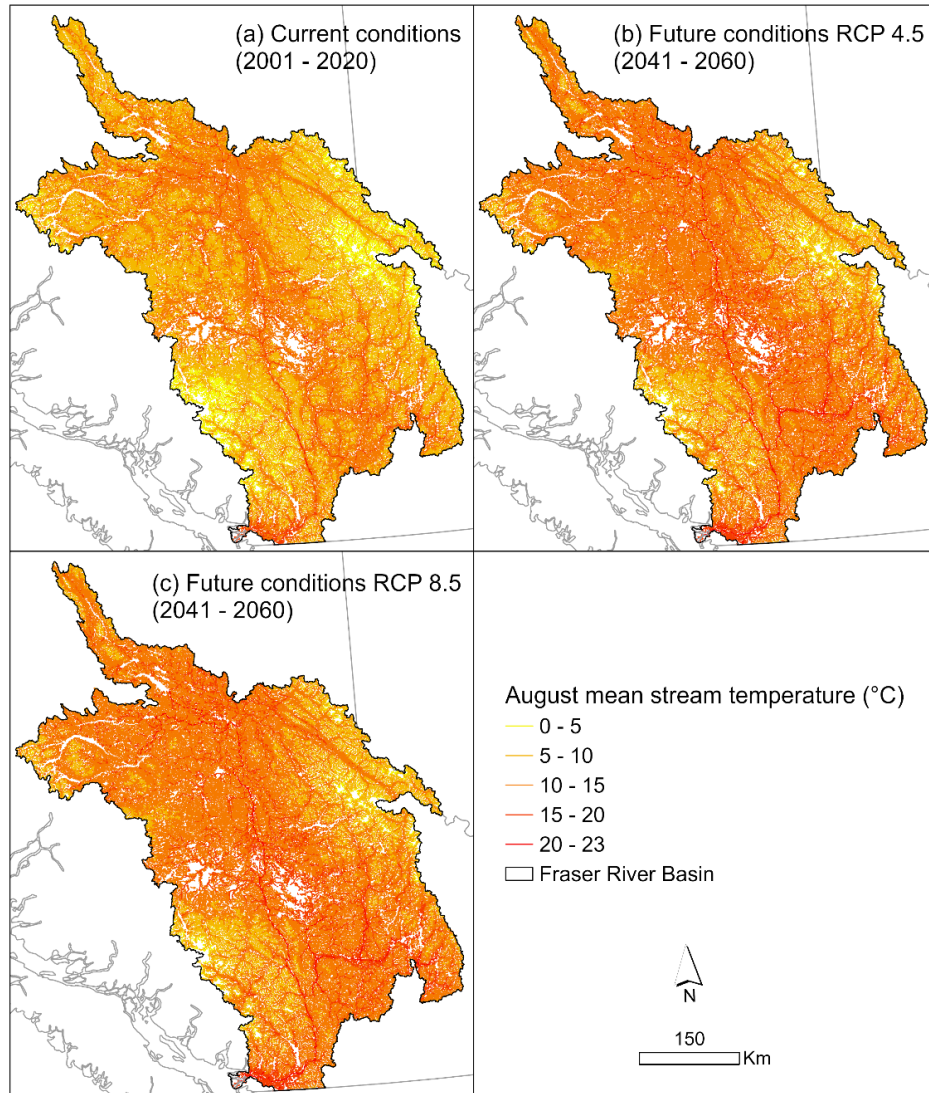 (a) Current conditions
(2001 - 2020)
(b) Future conditions RCP 4.5
(2041 - 2060)
(c) Future conditions RCP 8.5
(2041 - 2060)
August mean stream temperature (°C)
0 - 5
5 - 10
10 - 15
15 - 20
20 - 23
Fraser River Basin
N
150
Km